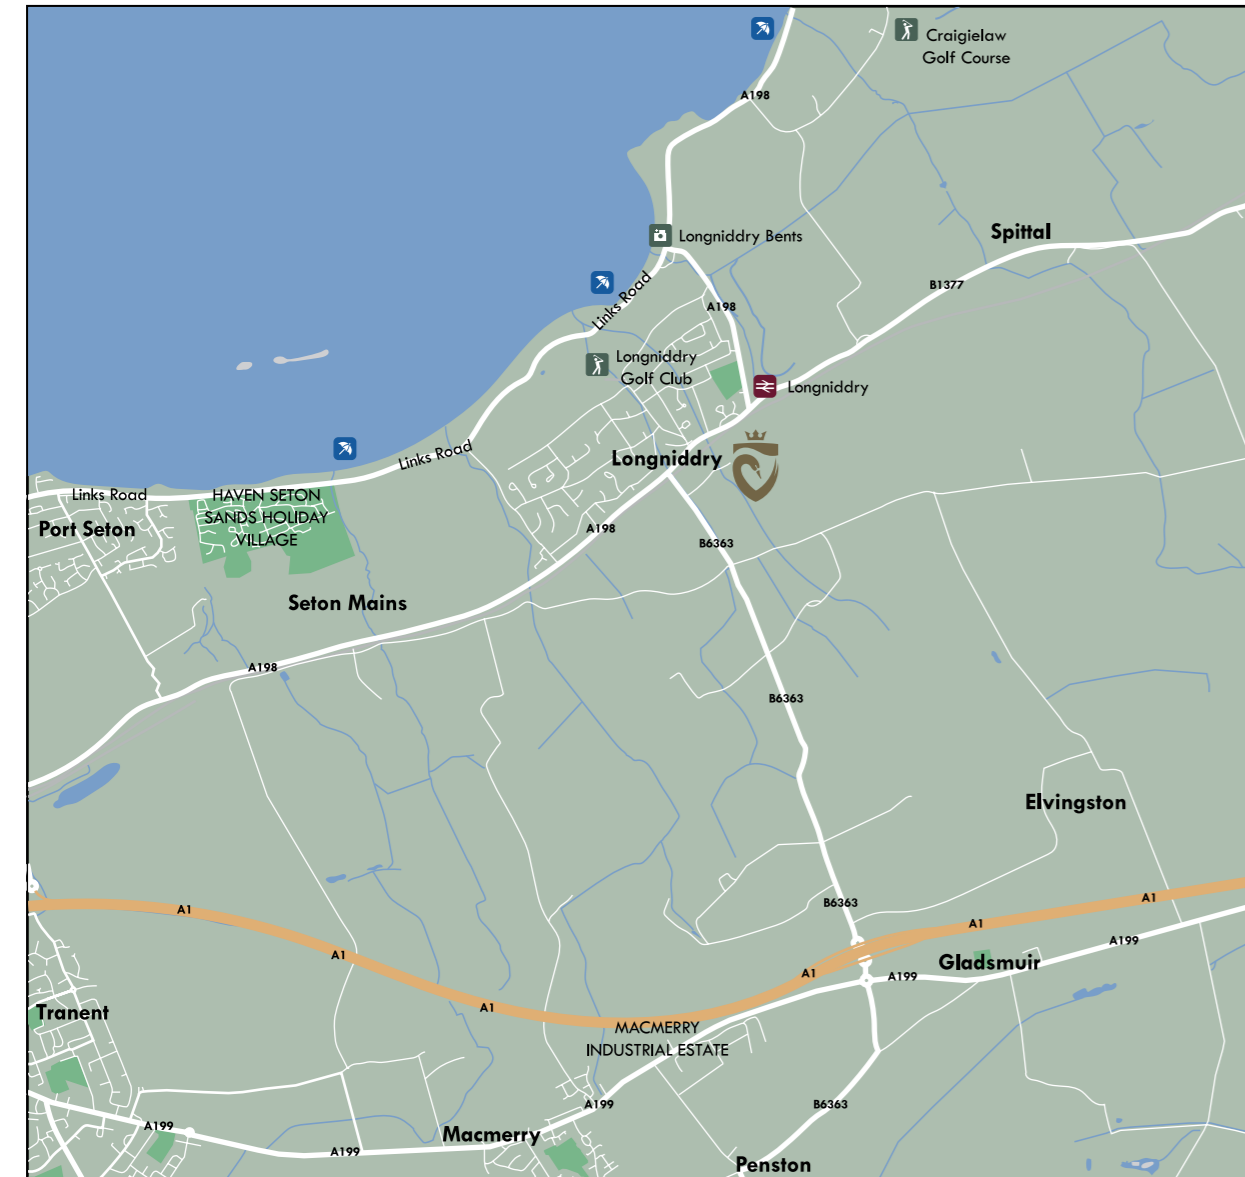 Craigielaw
Golf Course
A198
Spittal
Longniddry Bents
B1377
Links Road
A198
Longniddry
Golf Club
Longniddry
Links Road
Longniddry
Links Road
HAVEN SETON
SANDS HOLIDAY
VILLAGE
Port Seton
A198
B6363
Seton Mains
A198
B6363
Elvingston
A1
B6363
A1
A1
A199
A1
Gladsmuir
A1
A199
A1
Tranent
MACMERRY
INDUSTRIAL ESTATE
A199
B6363
A199
Macmerry
A199
Penston